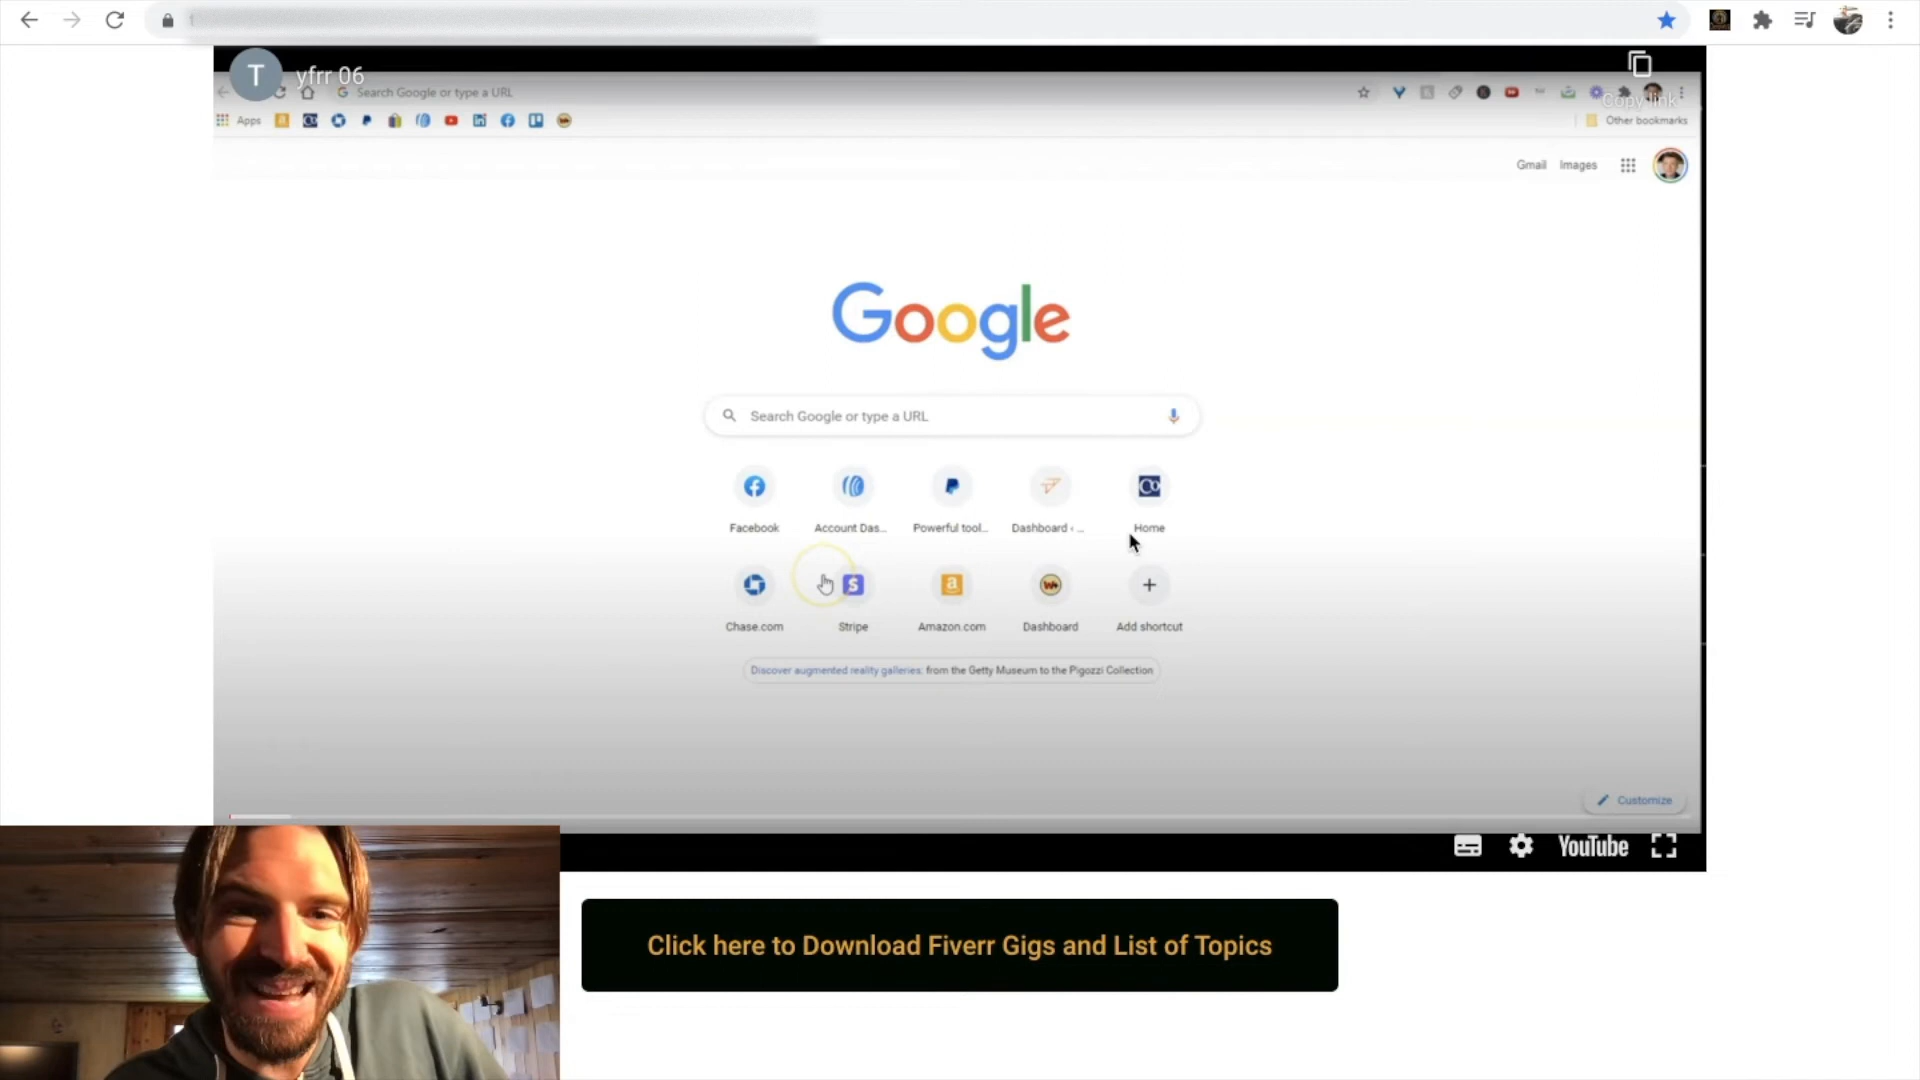 T
yfrr 06
Search Google or type a URL
Copy link
Apps
Other bookmarks
Gmail Images
Google
Search Google or type a URL
Facebook Account Das... Powerful tool... Dashboard ‹ ... Home
Chase.com Stripe Amazon.com Dashboard Add shortcut
Discover augmented reality galleries: from the Getty Museum to the Pigozzi Collection
Customize
YouTube
Click here to Download Fiverr Gigs and List of Topics